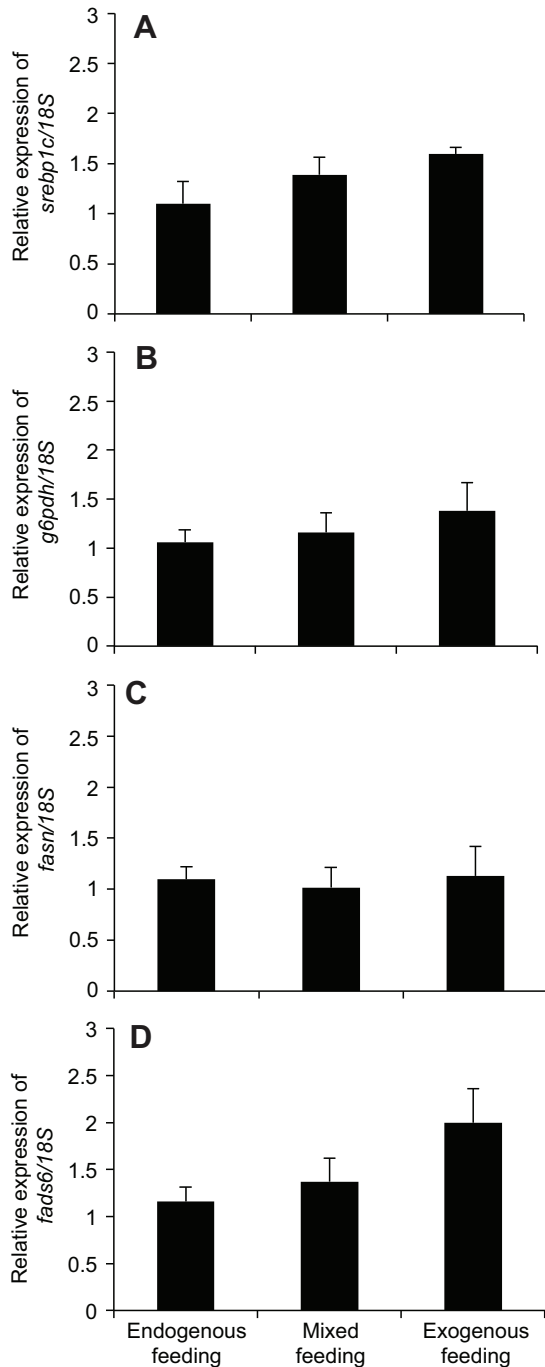 A
Relative expression of
srebp1c/18S
3
2.5
2
1.5
1
0.5
0
B
Relative expression of
g6pdh/18S
3
2.5
2
1.5
1
0.5
0
C
Relative expression of
fasn/18S
3
2.5
2
1.5
1
0.5
0
D
Relative expression of
fads6/18S
3
2.5
2
1.5
1
0.5
0
Endogenous feeding
Mixed feeding
Exogenous feeding